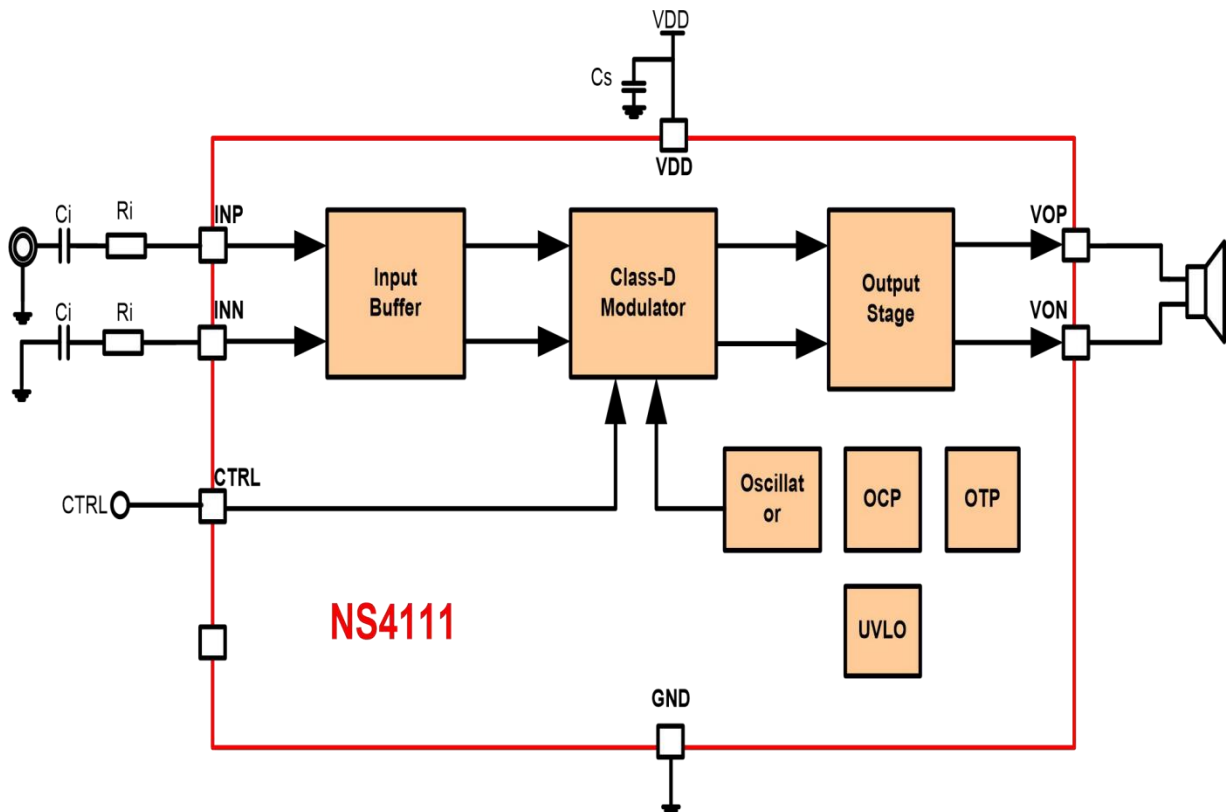 VDD
Cs
VDD
Ci
Ri
INP
VOP
Input
Buffer
Class-D
Modulator
Output
Stage
Ci
Ri
INN
VON
CTRL
CTRL
Oscillat
or
OCP
OTP
NS4111
UVLO
GND